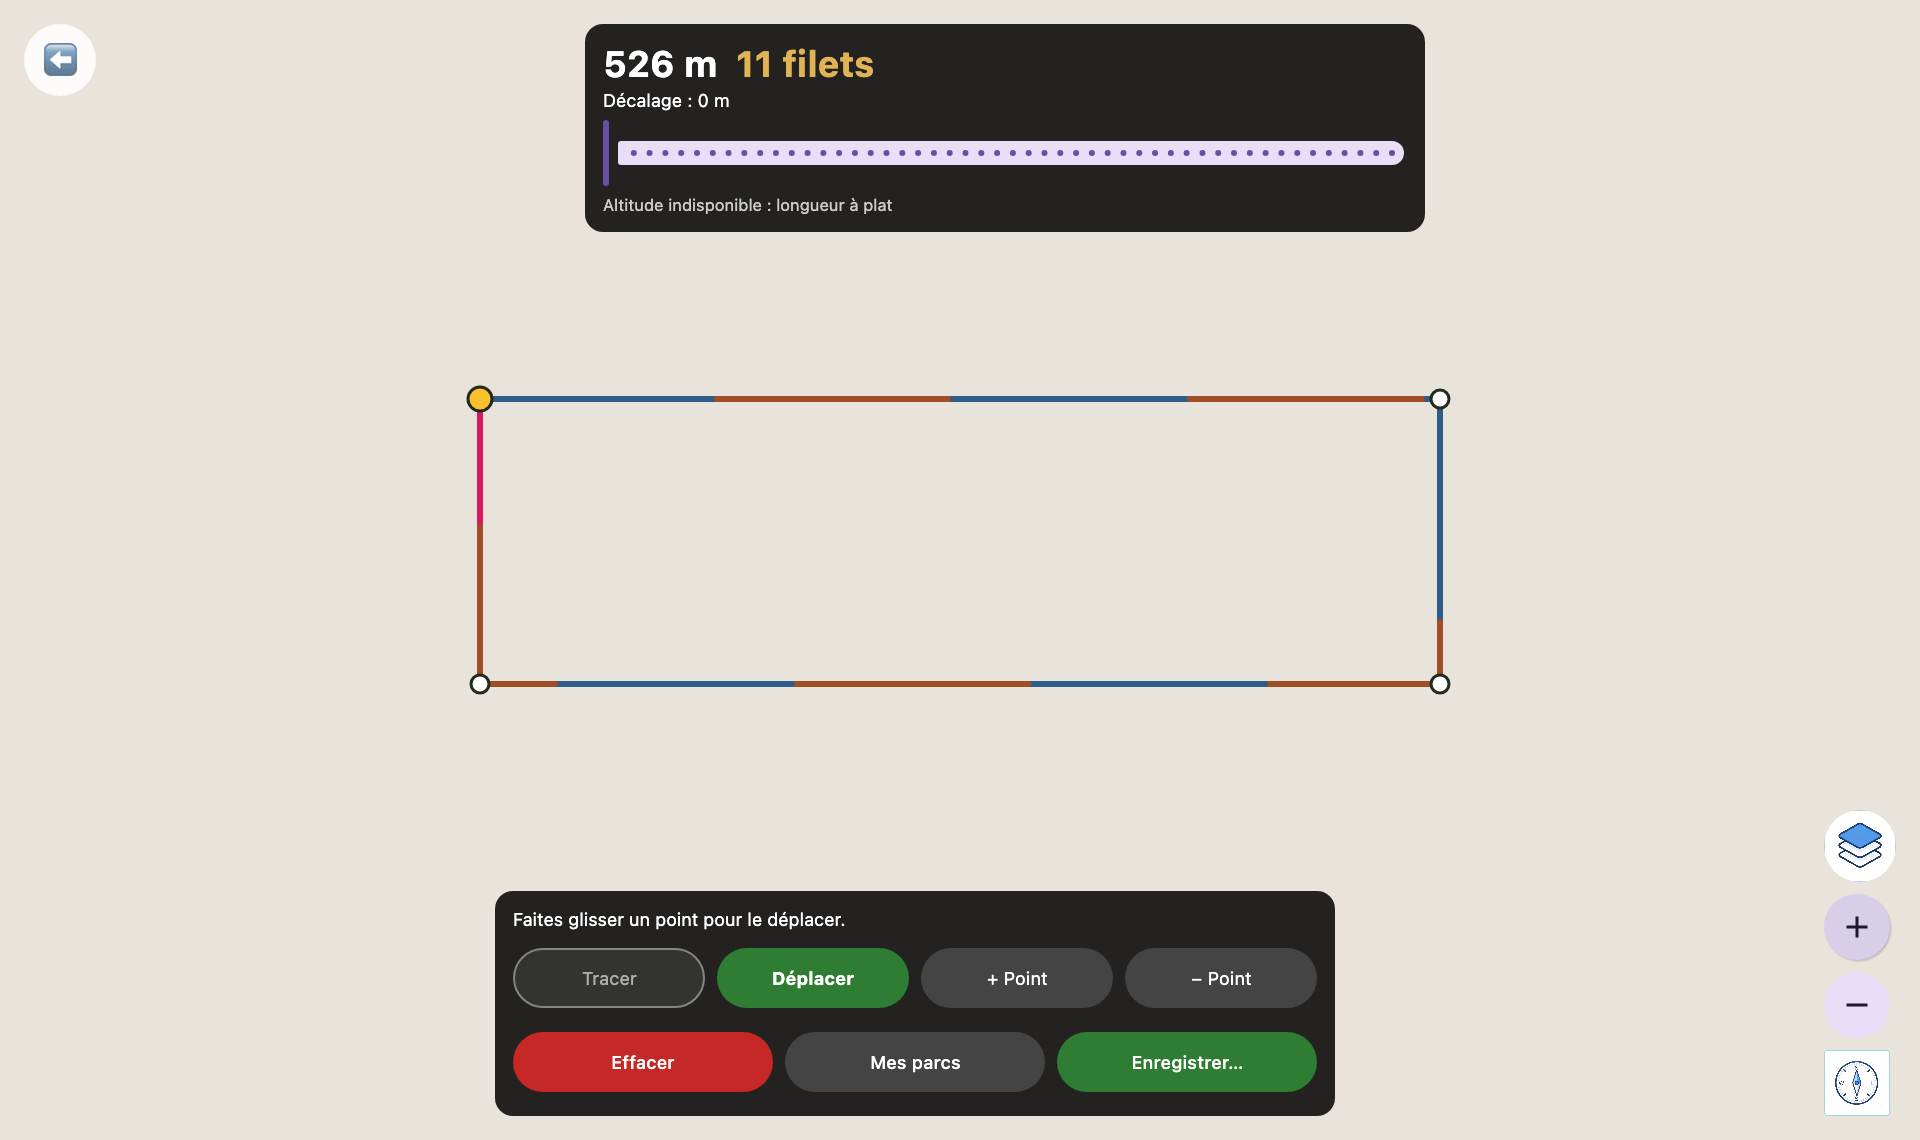 526 m 11 filets
Décalage : 0 m
Altitude indisponible : longueur à plat
Faites glisser un point pour le déplacer.
Tracer
Déplacer
+ Point
– Point
Effacer
Mes parcs
Enregistrer...